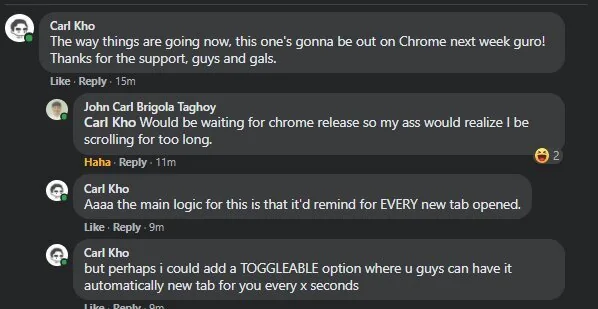 Carl Kho
The way things are going now, this one's gonna be out on Chrome next week guro!
Thanks for the support, guys and gals.
Like · Reply · 15m
John Carl Brigola Taghoy
Carl Kho Would be waiting for chrome release so my ass would realize I be
scrolling for too long.
Haha · Reply · 11m
2
Carl Kho
Aaaa the main logic for this is that it'd remind for EVERY new tab opened.
Like · Reply · 9m
Carl Kho
but perhaps i could add a TOGGLEABLE option where u guys can have it
automatically new tab for you every x seconds
Like · Reply · 9m